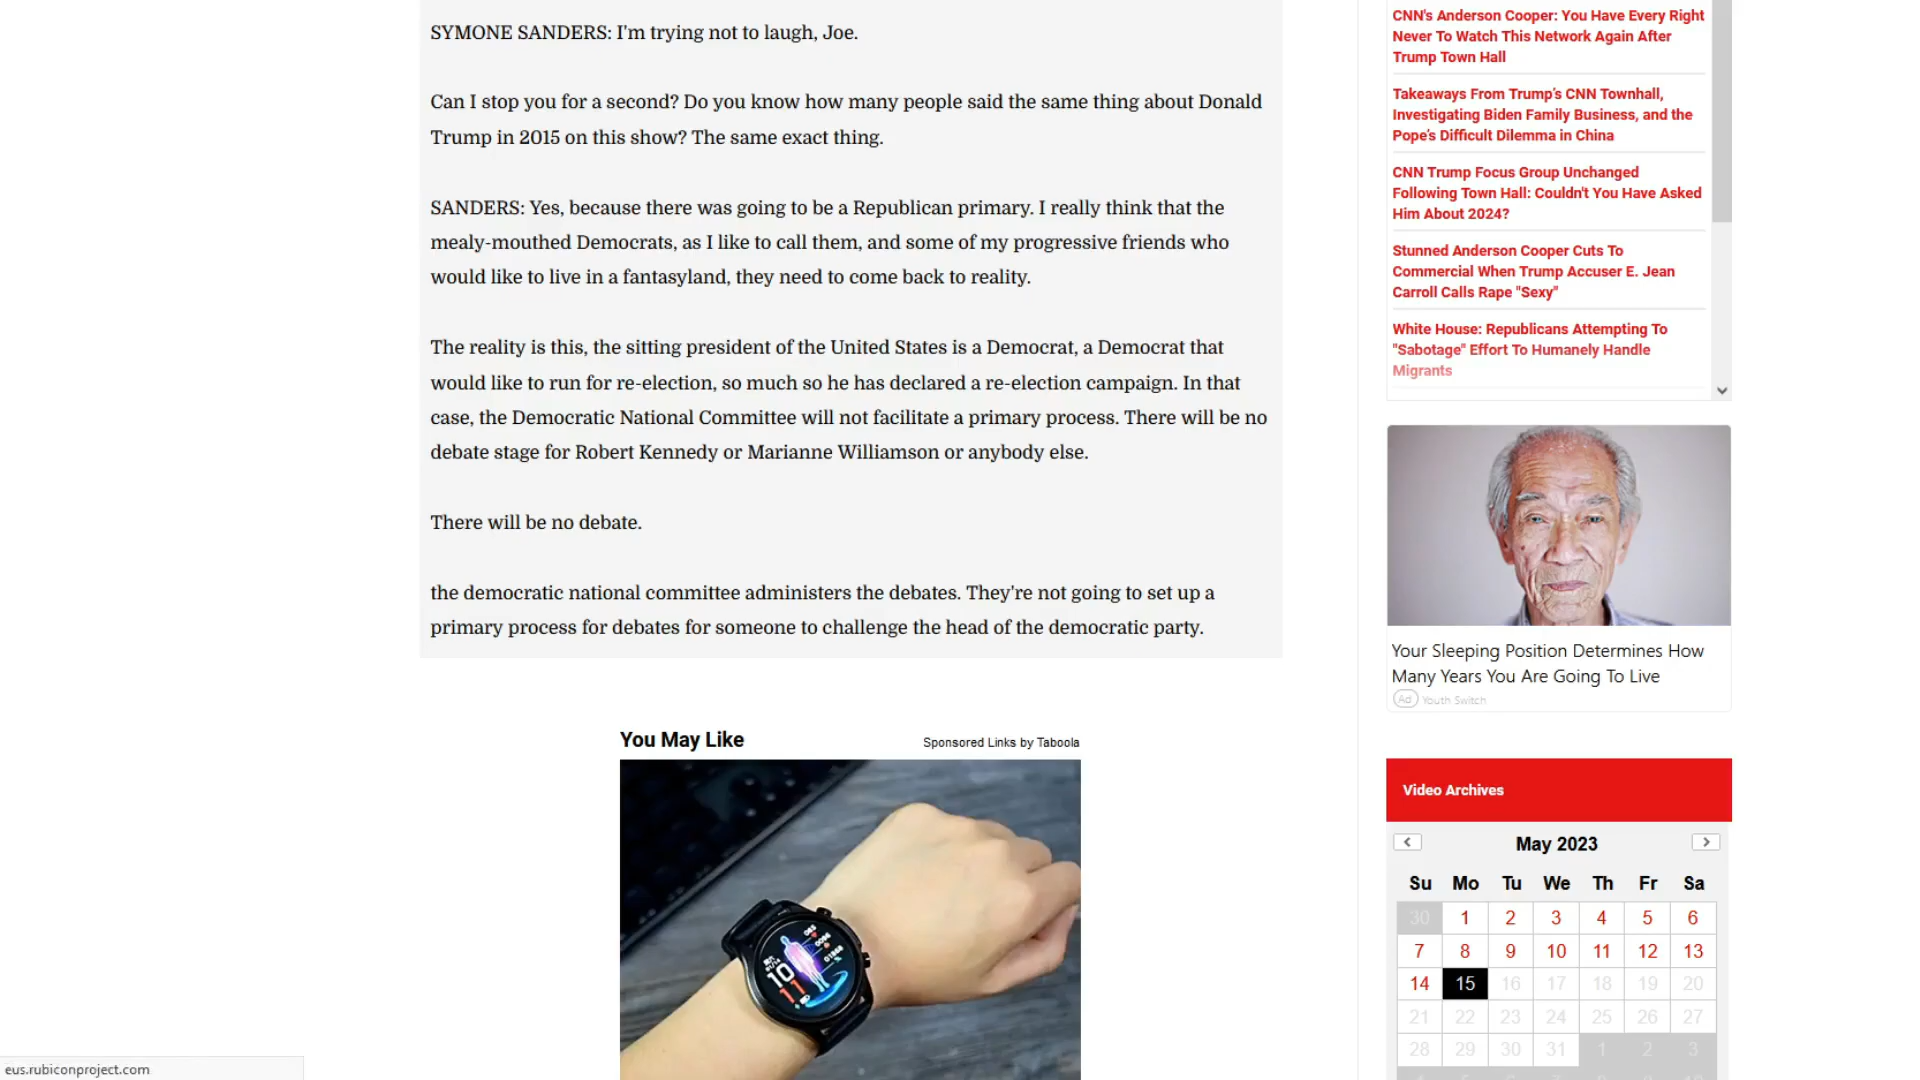 SYMONE SANDERS: I'm trying not to laugh, Joe.
Can I stop you for a second? Do you know how many people said the same thing about Donald
Trump in 2015 on this show? The same exact thing.
SANDERS: Yes, because there was going to be a Republican primary. I really think that the
mealy-mouthed Democrats, as I like to call them, and some of my progressive friends who
would like to live in a fantasyland, they need to come back to reality.
The reality is this, the sitting president of the United States is a Democrat, a Democrat that
would like to run for re-election, so much so he has declared a re-election campaign. In that
case, the Democratic National Committee will not facilitate a primary process. There will be no
debate stage for Robert Kennedy or Marianne Williamson or anybody else.
There will be no debate.
the democratic national committee administers the debates. They're not going to set up a
primary process for debates for someone to challenge the head of the democratic party.
You May Like
Sponsored Links by Taboola
10
11
CNN's Anderson Cooper: You Have Every Right
Never To Watch This Network Again After
Trump Town Hall
Takeaways From Trump's CNN Townhall,
Investigating Biden Family Business, and the
Pope's Difficult Dilemma in China
CNN Trump Focus Group Unchanged
Following Town Hall: Couldn't You Have Asked
Him About 2024?
Stunned Anderson Cooper Cuts To
Commercial When Trump Accuser E. Jean
Carroll Calls Rape "Sexy"
White House: Republicans Attempting To
"Sabotage" Effort To Humanely Handle
Migrants
Your Sleeping Position Determines How
Many Years You Are Going To Live
Ad Youth Switch
Video Archives
May 2023
Su Mo Tu We Th Fr Sa
30 1 2 3 4 5 6
7 8 9 10 11 12 13
14 15 16 17 18 19 20
21 22 23 24 25 26 27
28 29 30 31 1 2 3
eus.rubiconproject.com